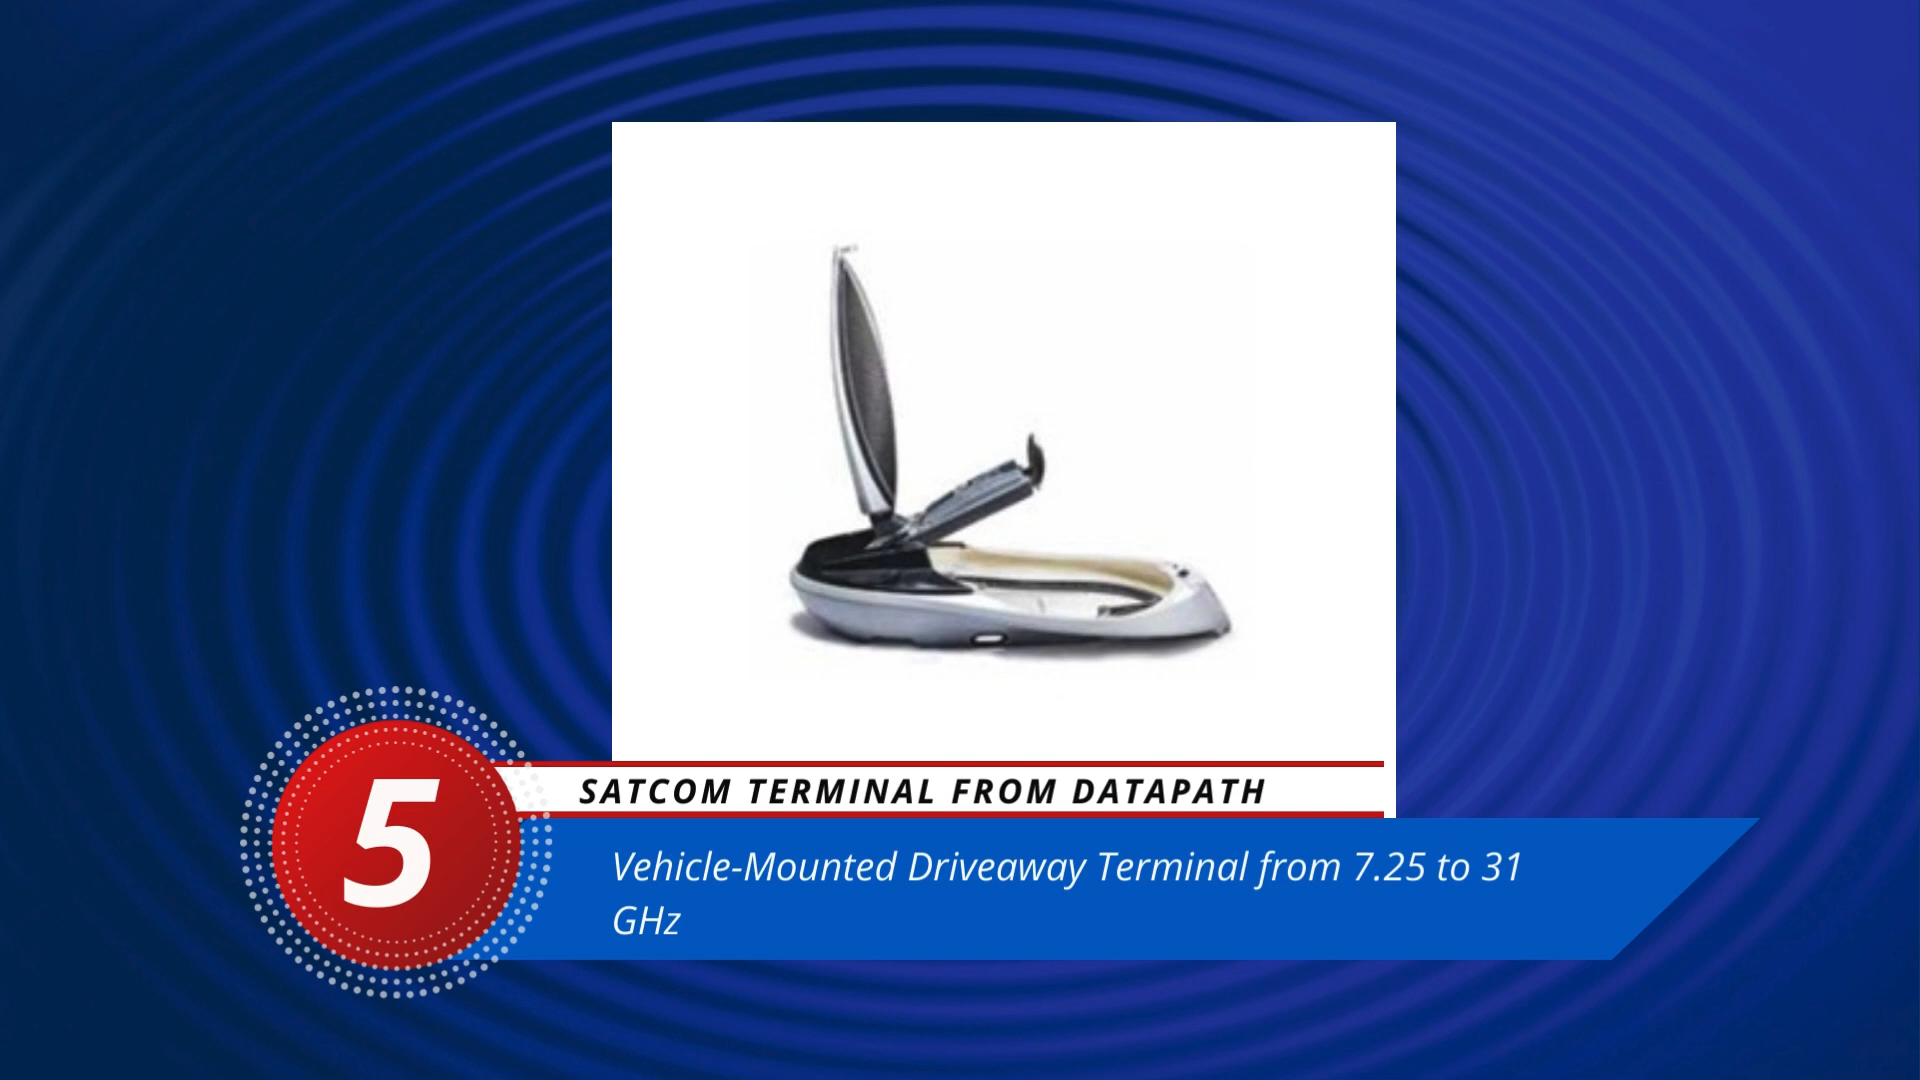 SATCOM TERMINAL FROM DATAPATH
5
Vehicle-Mounted Driveaway Terminal from 7.25 to 31
GHz